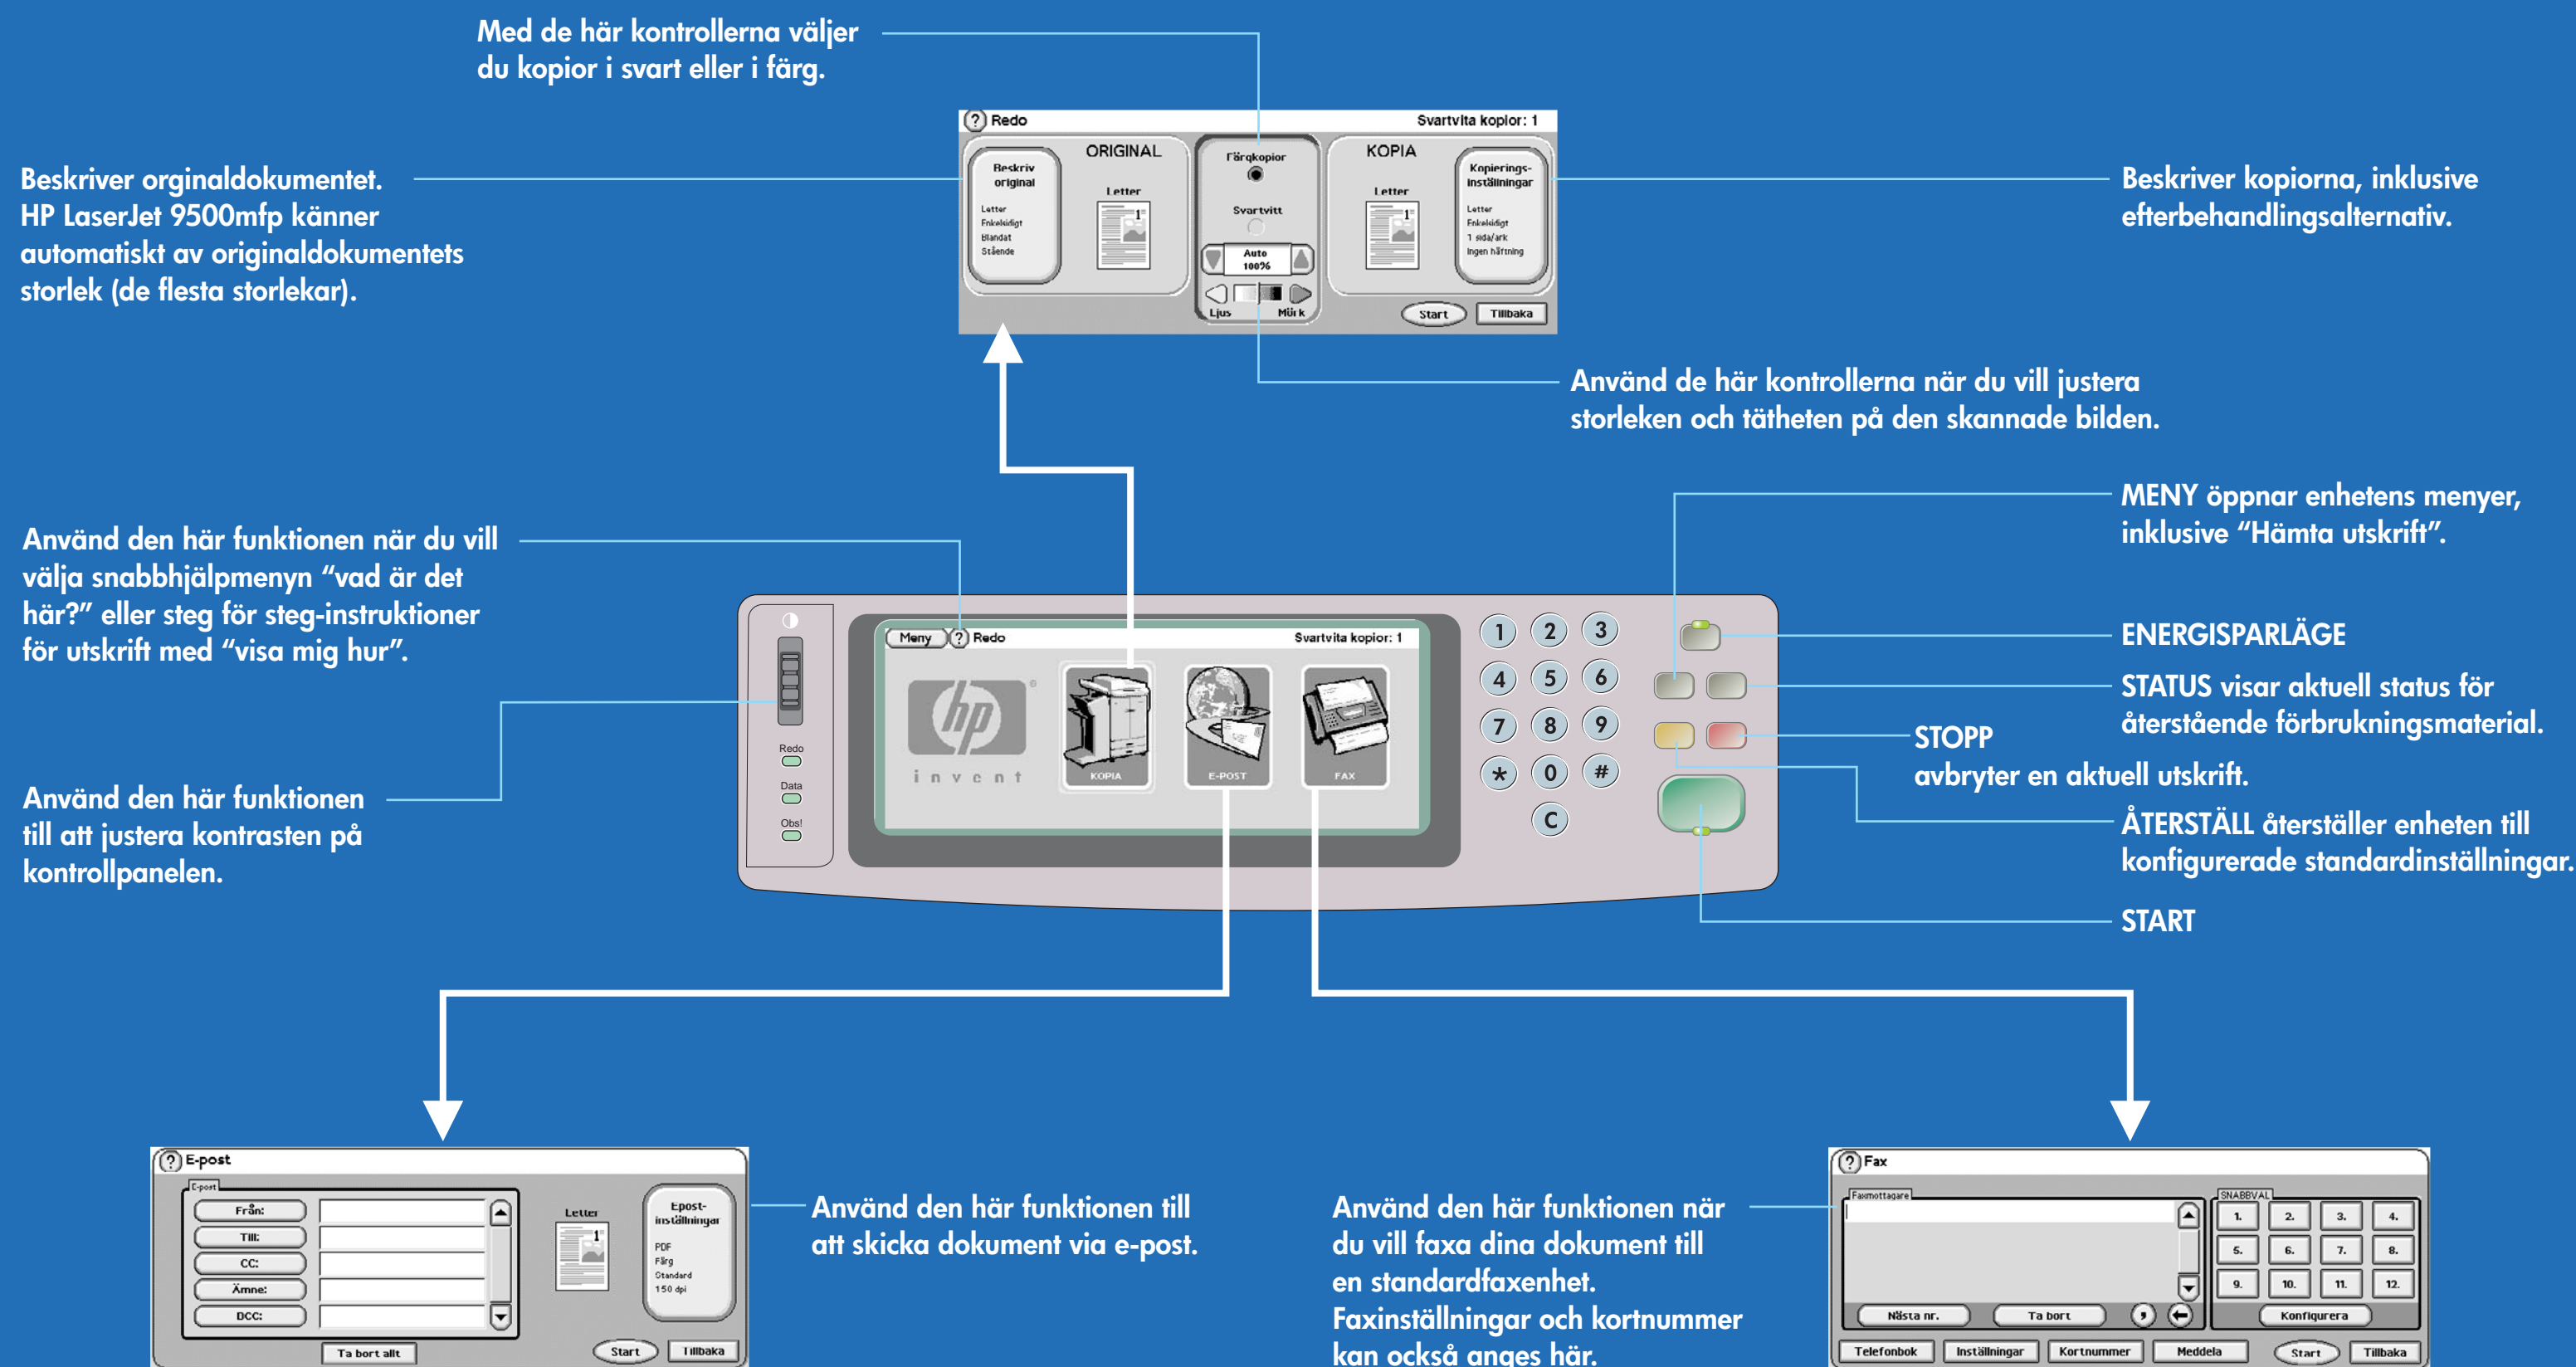 Med de här kontrollerna väljer
du kopior i svart eller i färg.
? Redo
Svartvita kopior: 1
Beskriv
original
Letter
Enkelsidigt
Blandat
Stående
ORIGINAL
Letter
1
Färgkopior
Svartvitt
Auto
100%
Ljus
Mörk
KOPIA
Letter
1
Kopierings-
inställningar
Letter
Enkelsidigt
1 sida/ark
Ingen häftning
Start
Tillbaka
Beskriver orginaldokumentet.
HP LaserJet 9500mfp känner
automatiskt av originaldokumentets
storlek (de flesta storlekar).
Beskriver kopiorna, inklusive
efterbehandlingsalternativ.
Använd de här kontrollerna när du vill justera
storleken och tätheten på den skannade bilden.
Använd den här funktionen när du vill
välja snabbhjälpmenyn “vad är det
här?” eller steg för steg-instruktioner
för utskrift med “visa mig hur”.
Använd den här funktionen
till att justera kontrasten på
kontrollpanelen.
Redo
Data
Obs!
Meny ? Redo
Svartvita kopior: 1
hp
®
invent
KOPIA
E-POST
FAX
1 2 3
4 5 6
7 8 9
* 0 #
C
MENY öppnar enhetens menyer,
inklusive “Hämta utskrift”.
ENERGISPARLÄGE
STATUS visar aktuell status för
återstående förbrukningsmaterial.
STOPP
avbryter en aktuell utskrift.
ÅTERSTÄLL återställer enheten till
konfigurerade standardinställningar.
START
? E-post
E-post
Från:
Till:
CC:
Ämne:
BCC:
Ta bort allt
Letter
1
Epost-
inställningar
PDF
Färg
Standard
150 dpi
Start
Tillbaka
Använd den här funktionen till
att skicka dokument via e-post.
Använd den här funktionen när
du vill faxa dina dokument till
en standardfaxenhet.
Faxinställningar och kortnummer
kan också anges här.
? Fax
Faxmottagare
Nästa nr.
Ta bort
,
SNABBVAL
1. 2. 3. 4.
5. 6. 7. 8.
9. 10. 11. 12.
Konfigurera
Telefonbok
Inställningar
Kortnummer
Meddela
Start
Tillbaka